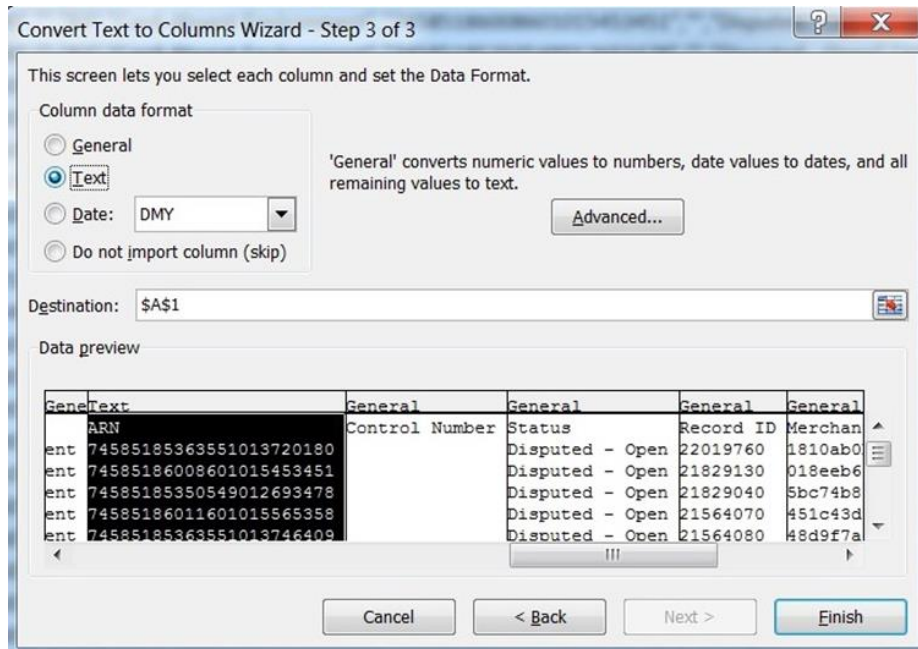 Convert Text to Columns Wizard - Step 3 of 3
This screen lets you select each column and set the Data Format.
Column data format
General
Text
Date: DMY
Do not import column (skip)
'General' converts numeric values to numbers, date values to dates, and all
remaining values to text.
Advanced...
Destination: $A$1
Data preview
Gene Text General General General General
ARN Control Number Status Record ID Merchan
ent 74585185363551013720180 Disputed - Open 22019760 1810ab0
ent 74585186008601015453451 Disputed - Open 21829130 018eeb6
ent 74585185350549012693478 Disputed - Open 21829040 5bc74b8
ent 74585186011601015565358 Disputed - Open 21564070 451c43d
ent 74585185363551013746409 Disputed - Open 21564080 48d9f7a
Cancel < Back Next > Finish